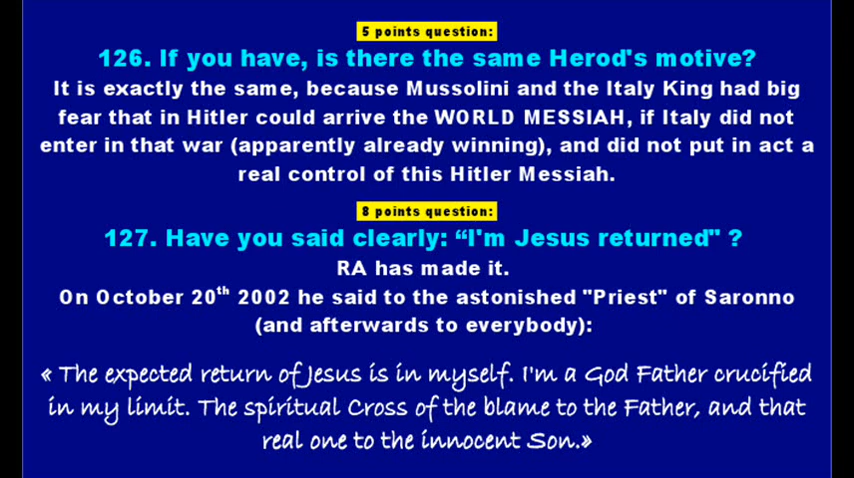 5 points question:
126. If you have, is there the same Herod's motive?
It is exactly the same, because Mussolini and the Italy King had big
fear that in Hitler could arrive the WORLD MESSIAH, if Italy did not
enter in that war (apparently already winning), and did not put in act a
real control of this Hitler Messiah.
8 points question:
127. Have you said clearly: “I'm Jesus returned" ?
RA has made it.
On October 20th 2002 he said to the astonished "Priest" of Saronno
(and afterwards to everybody):
« The expected return of Jesus is in myself. I'm a God Father crucified
in my limit. The spiritual Cross of the blame to the Father, and that
real one to the innocent Son.»